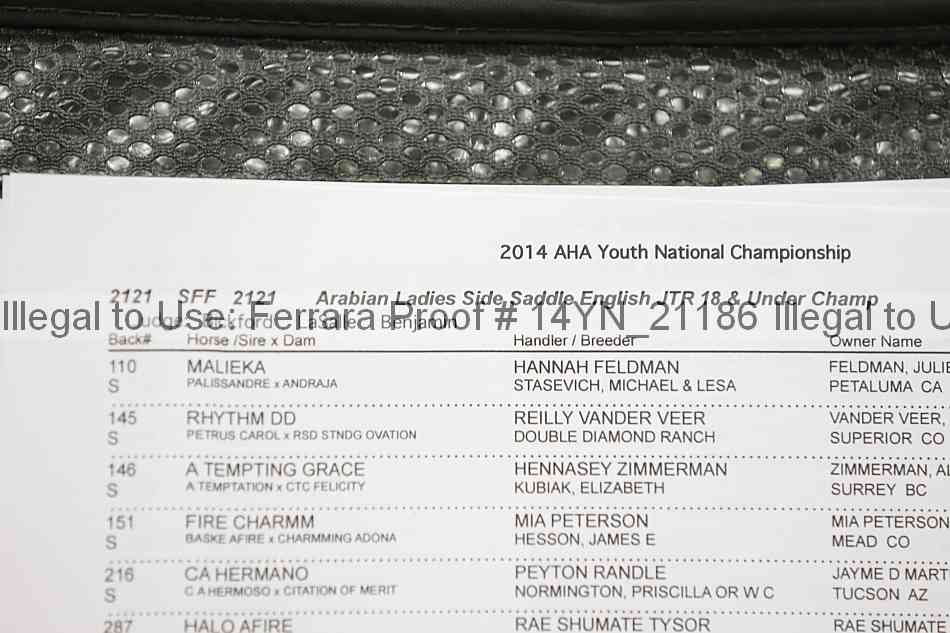 2014 AHA Youth National Championship
2121 SFF 2121 Arabian Ladies Side Saddle English JTR 18 & Under Champ
Illegal to Use: Ferrara Proof # 14YN_21186 Illegal to U
Judge: Bickford LaSalle Benjamin
Back# Horse /Sire x Dam Handler / Breeder Owner Name
110 MALIEKA HANNAH FELDMAN FELDMAN, JULIE
S PALISSANDRE x ANDRAJA STASEVICH, MICHAEL & LESA PETALUMA CA
145 RHYTHM DD REILLY VANDER VEER VANDER VEER,
S PETRUS CAROL x RSD STNDG OVATION DOUBLE DIAMOND RANCH SUPERIOR CO
146 A TEMPTING GRACE HENNASEY ZIMMERMAN ZIMMERMAN, AL
S A TEMPTATION x CTC FELICITY KUBIAK, ELIZABETH SURREY BC
151 FIRE CHARMM MIA PETERSON MIA PETERSON
S BASKE AFIRE x CHARMMING ADONA HESSON, JAMES E MEAD CO
216 CA HERMANO PEYTON RANDLE JAYME D MART
S C A HERMOSO x CITATION OF MERIT NORMINGTON, PRISCILLA OR W C TUCSON AZ
287 HALO AFIRE RAE SHUMATE TYSOR RAE SHUMATE